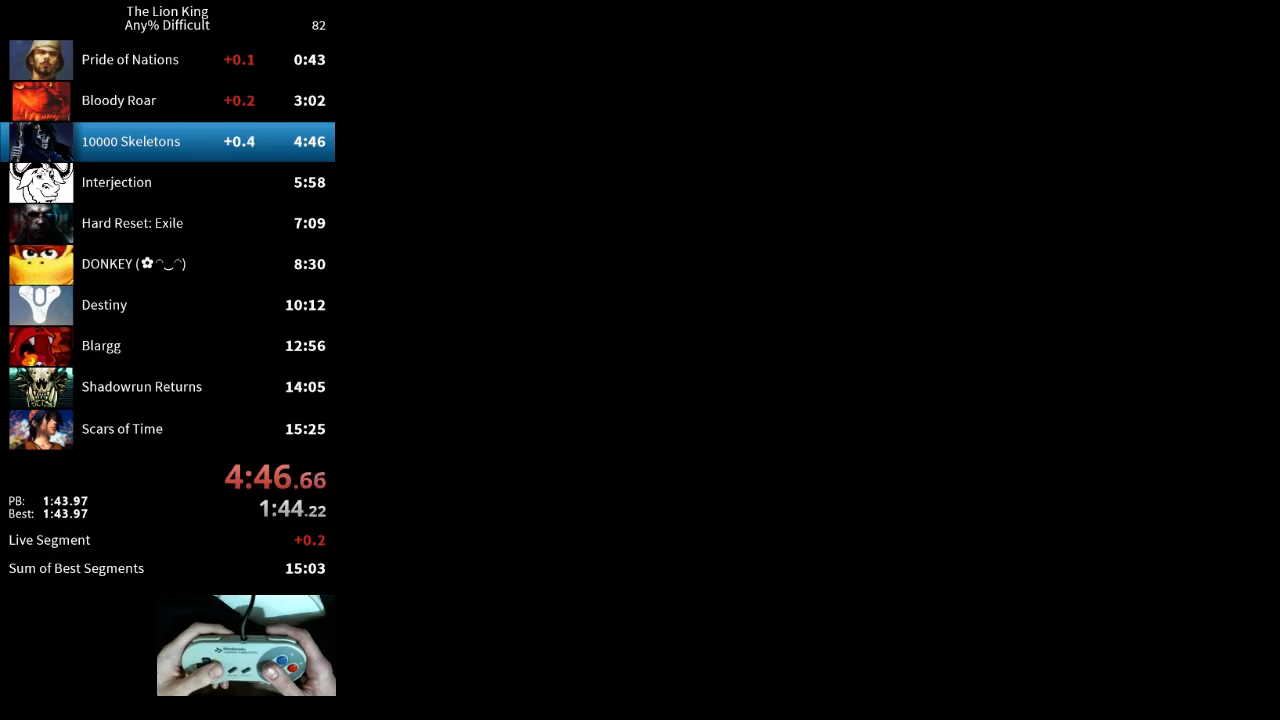 The Lion King
Any% Difficult 82
Pride of Nations +0.1 0:43
Bloody Roar +0.2 3:02
10000 Skeletons +0.4 4:46
Interjection 5:58
Hard Reset: Exile 7:09
DONKEY (✿◠‿◠) 8:30
Destiny 10:12
Blargg 12:56
Shadowrun Returns 14:05
Scars of Time 15:25
4:46.66
PB: 1:43.97
Best: 1:43.97
1:44.22
Live Segment +0.2
Sum of Best Segments 15:03
Nintendo